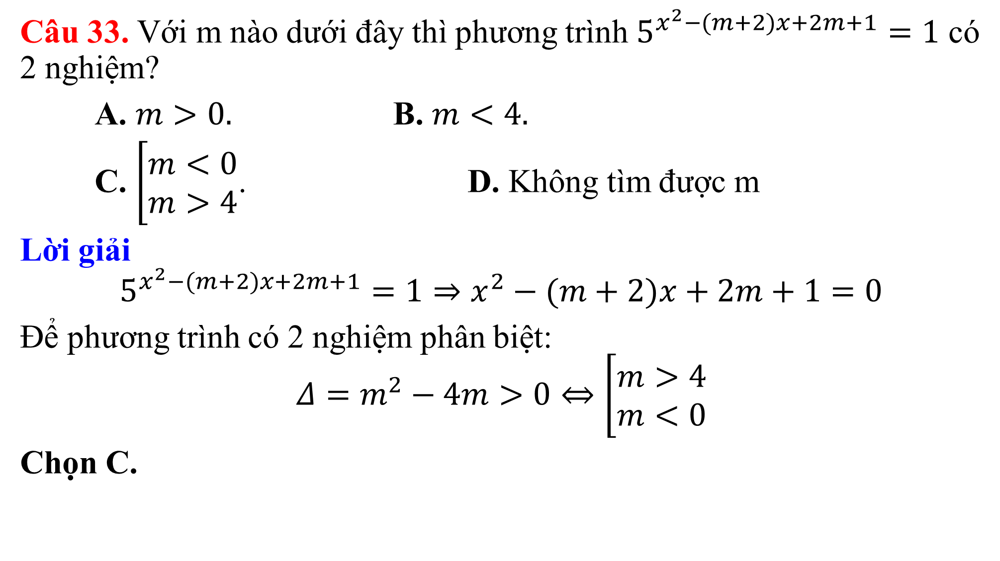 Câu 33. Với m nào dưới đây thì phương trình $5^{x^2-(m+2)x+2m+1} = 1$ có
2 nghiệm?
A. $m > 0$. B. $m < 4$.
C. $\left[\begin{matrix} m < 0 \\ m > 4 \end{matrix}\right.$. D. Không tìm được m
Lời giải
$5^{x^2-(m+2)x+2m+1} = 1 \Rightarrow x^2 - (m + 2)x + 2m + 1 = 0$
Để phương trình có 2 nghiệm phân biệt:
$\Delta = m^2 - 4m > 0 \Leftrightarrow \left[\begin{matrix} m > 4 \\ m < 0 \end{matrix}\right.$
Chọn C.